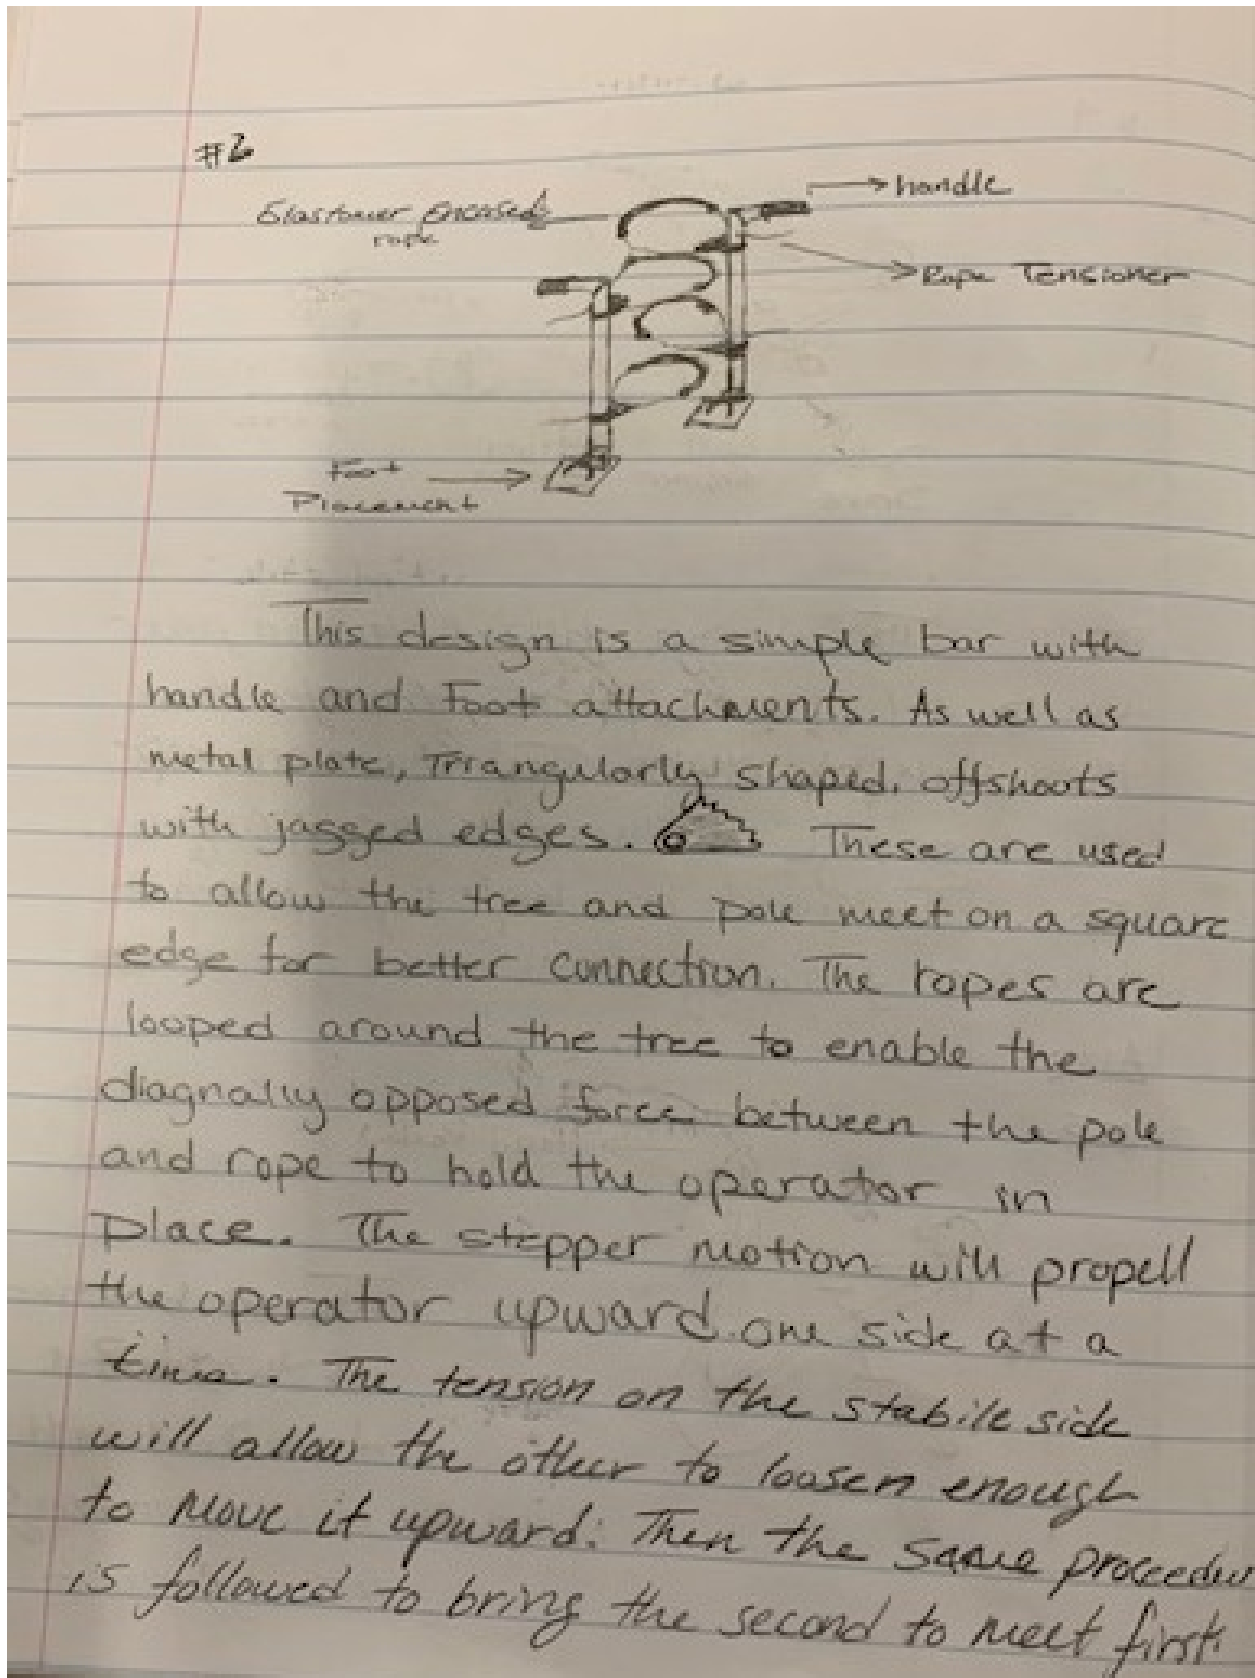 #2
handle
Elastomer Encased
rope
Rope Tensioner
Foot
Placement
This design is a simple bar with
handle and Foot attachments. As well as
metal plate, Triangularly shaped, offshoots
with jagged edges. These are used
to allow the tree and pole meet on a square
edge for better connection. The ropes are
looped around the tree to enable the
diagnally opposed force between the pole
and rope to hold the operator in
place. The stepper motion will propell
the operator upward one side at a
time. The tension on the stabile side
will allow the other to loosen enough
to move it upward. Then the same proceedur
is followed to bring the second to meet first.